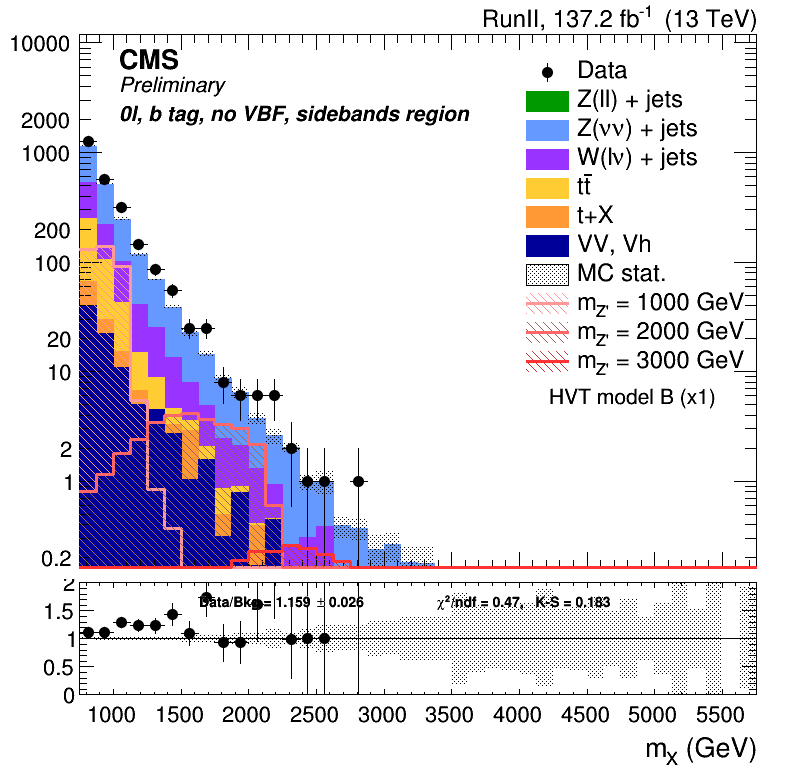 RunII, 137.2 fb⁻¹ (13 TeV)
CMS
Preliminary
0l, b tag, no VBF, sidebands region
Data
Z(ll) + jets
Z(νν) + jets
W(lν) + jets
tt̄
t+X
VV, Vh
MC stat.
m_Z' = 1000 GeV
m_Z' = 2000 GeV
m_Z' = 3000 GeV
HVT model B (x1)
10000
2000
1000
200
100
20
10
2
1
0.2
2
1.5
1
0.5
0
Data/Bkg = 1.159 ± 0.026
χ²/ndf = 0.47, K-S = 0.183
1000 1500 2000 2500 3000 3500 4000 4500 5000 5500
m_X (GeV)